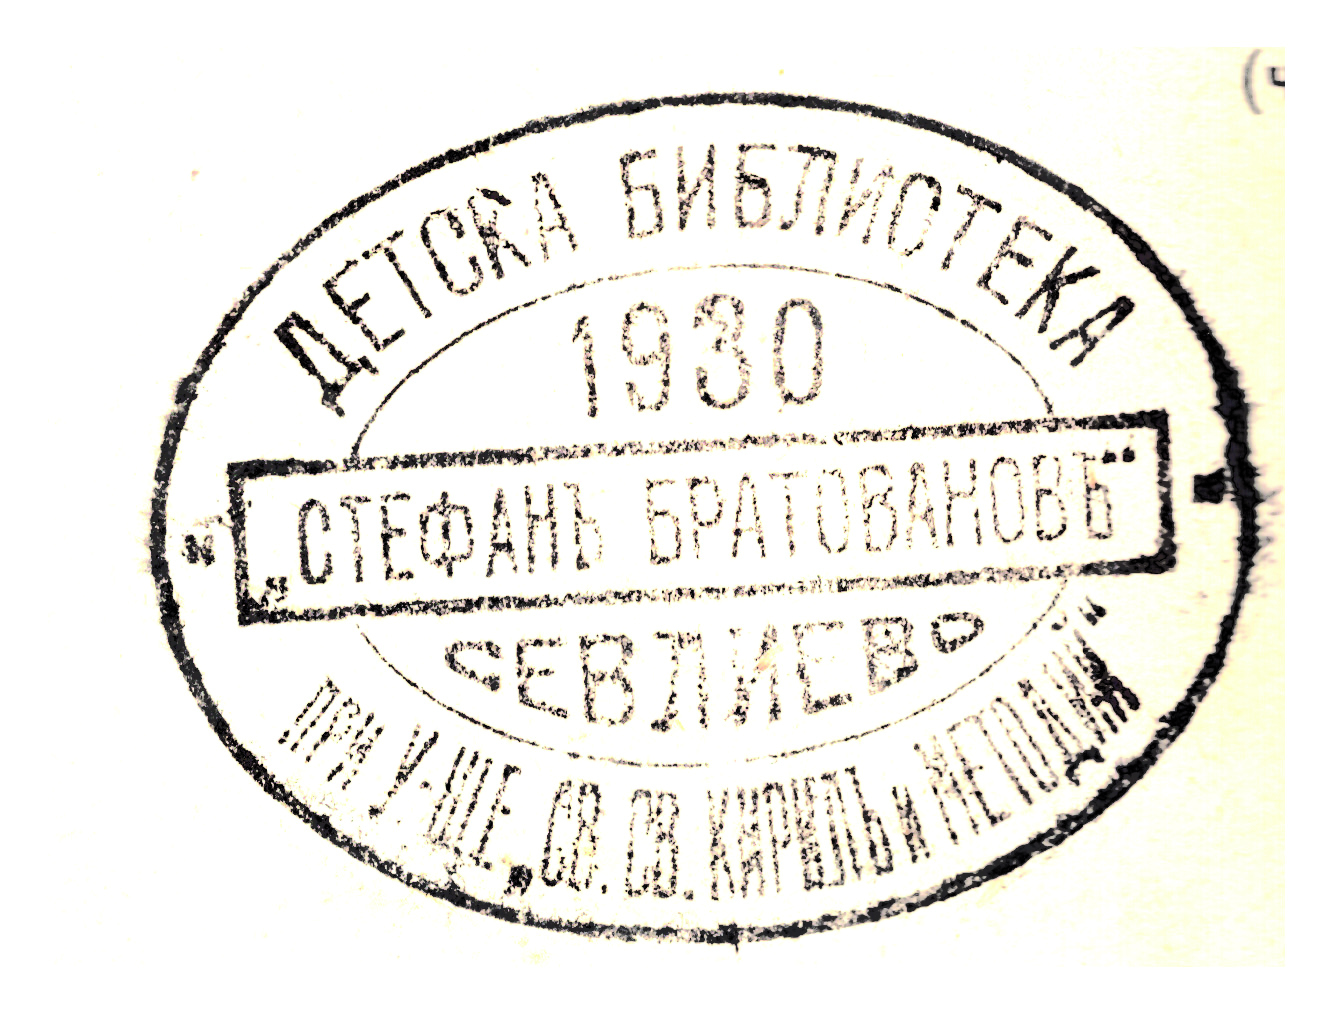 ДЕТСКА БИБЛИОТЕКА
1930
„СТЕФАНЪ БРАТОВАНОВЪ“
СЕВЛИЕВО
ПРИ У-ЩЕ „СВ. СВ. КИРИЛЪ и МЕТОДИЙ“